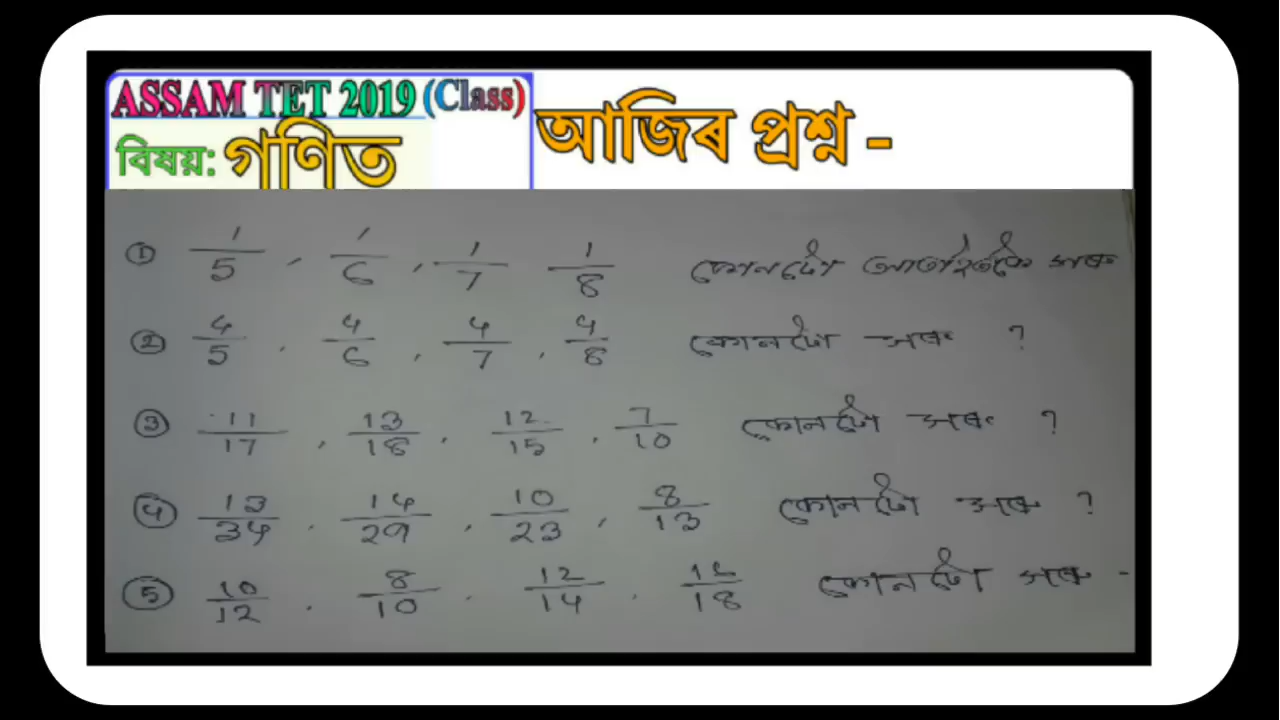 ASSAM TET 2019 (Class)
বিষয়: গণিত
আজিৰ প্ৰশ্ন -
① 1/5 , 1/6 , 1/7 1/8 কোনটো আটাইতকৈ সৰু
② 4/5 , 4/6 , 4/7 , 4/8 কোনটো সৰু ?
③ 11/17 , 13/18 , 12/15 , 7/10 কোনটো সৰু ?
④ 13/34 , 14/29 , 10/23 , 8/13 কোনটো সৰু ?
⑤ 10/12 , 8/10 , 12/14 , /18 কোনটো সৰু -